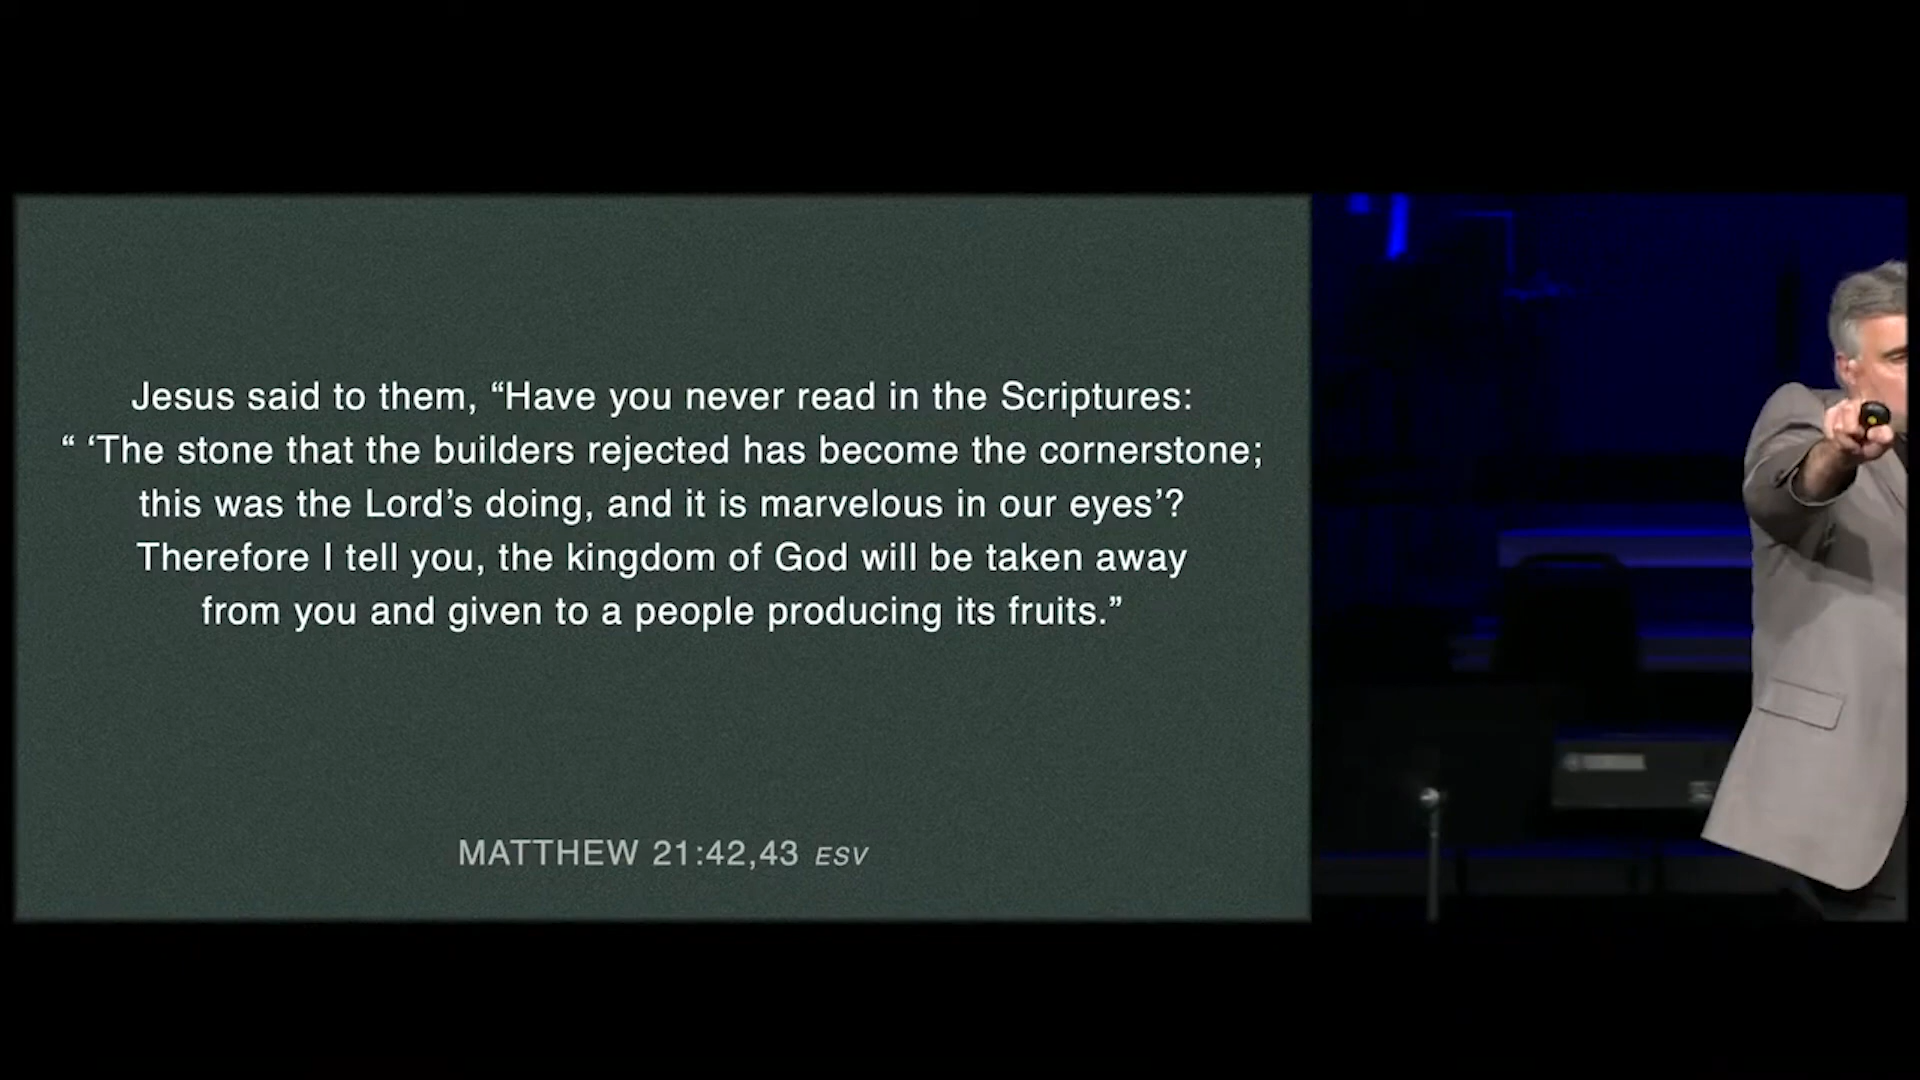 Jesus said to them, “Have you never read in the Scriptures:
“ ‘The stone that the builders rejected has become the cornerstone;
this was the Lord’s doing, and it is marvelous in our eyes’?
Therefore I tell you, the kingdom of God will be taken away
from you and given to a people producing its fruits.”
MATTHEW 21:42,43 ESV